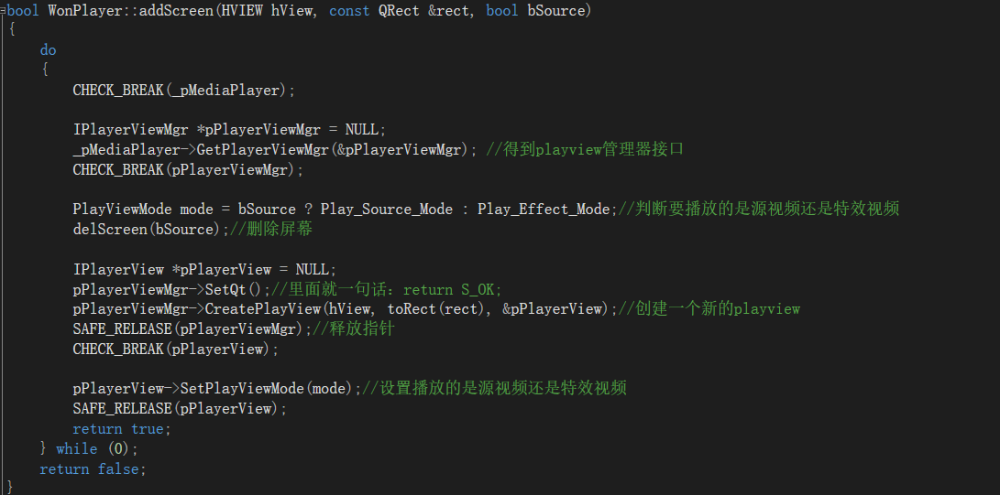 bool WonPlayer::addScreen(HVIEW hView, const QRect &rect, bool bSource)
{
    do
    {
        CHECK_BREAK(_pMediaPlayer);

        IPlayerViewMgr *pPlayerViewMgr = NULL;
        _pMediaPlayer->GetPlayerViewMgr(&pPlayerViewMgr); //得到playview管理器接口
        CHECK_BREAK(pPlayerViewMgr);

        PlayViewMode mode = bSource ? Play_Source_Mode : Play_Effect_Mode;//判断要播放的是源视频还是特效视频
        delScreen(bSource);//删除屏幕

        IPlayerView *pPlayerView = NULL;
        pPlayerViewMgr->SetQt();//里面就一句话：return S_OK;
        pPlayerViewMgr->CreatePlayView(hView, toRect(rect), &pPlayerView);//创建一个新的playview
        SAFE_RELEASE(pPlayerViewMgr);//释放指针
        CHECK_BREAK(pPlayerView);

        pPlayerView->SetPlayViewMode(mode);//设置播放的是源视频还是特效视频
        SAFE_RELEASE(pPlayerView);
        return true;
    } while (0);
    return false;
}